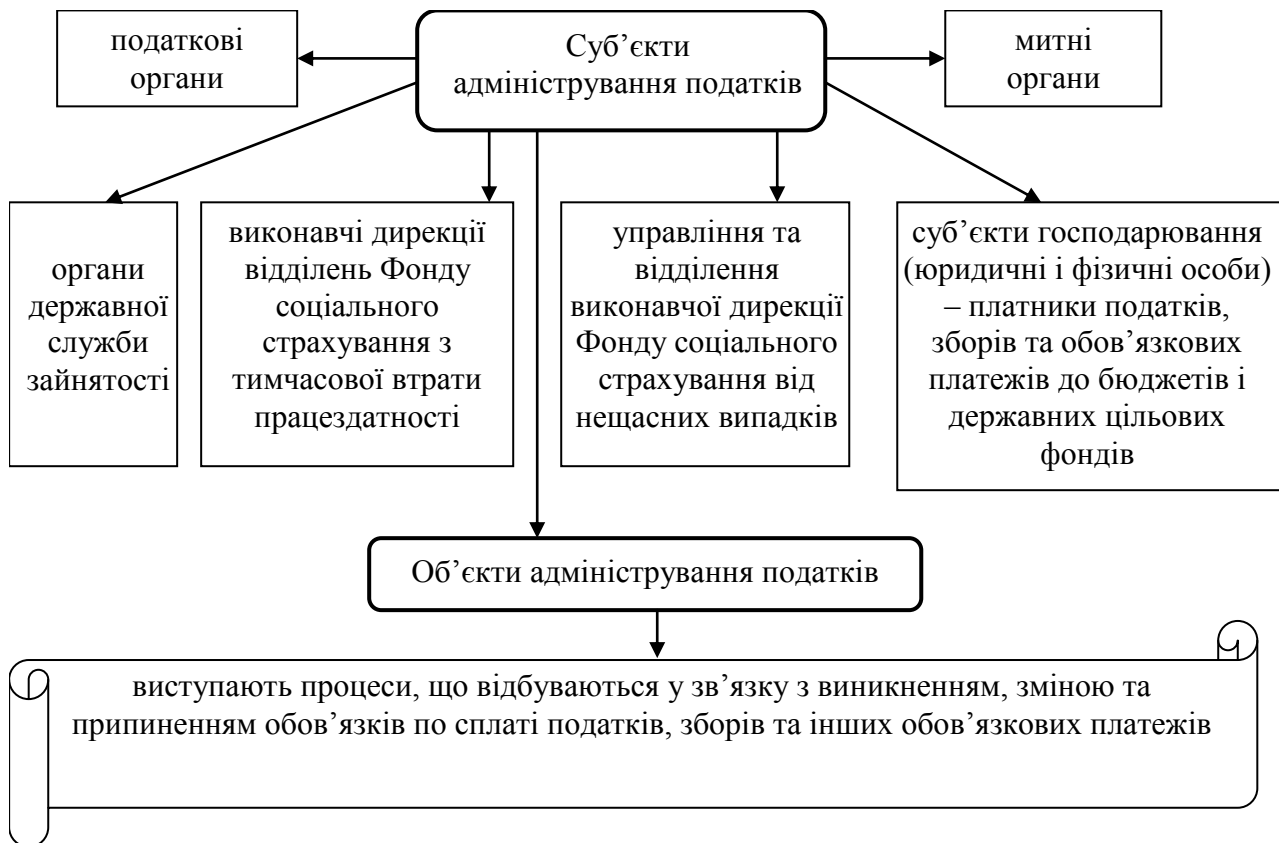 податкові
органи
Суб’єкти
адміністрування податків
митні
органи
органи
державної
служби
зайнятості
виконавчі дирекції
відділень Фонду
соціального
страхування з
тимчасової втрати
працездатності
управління та
відділення
виконавчої дирекції
Фонду соціального
страхування від
нещасних випадків
суб’єкти господарювання
(юридичні і фізичні особи)
– платники податків,
зборів та обов’язкових
платежів до бюджетів і
державних цільових
фондів
Об’єкти адміністрування податків
виступають процеси, що відбуваються у зв’язку з виникненням, зміною та
припиненням обов’язків по сплаті податків, зборів та інших обов’язкових платежів